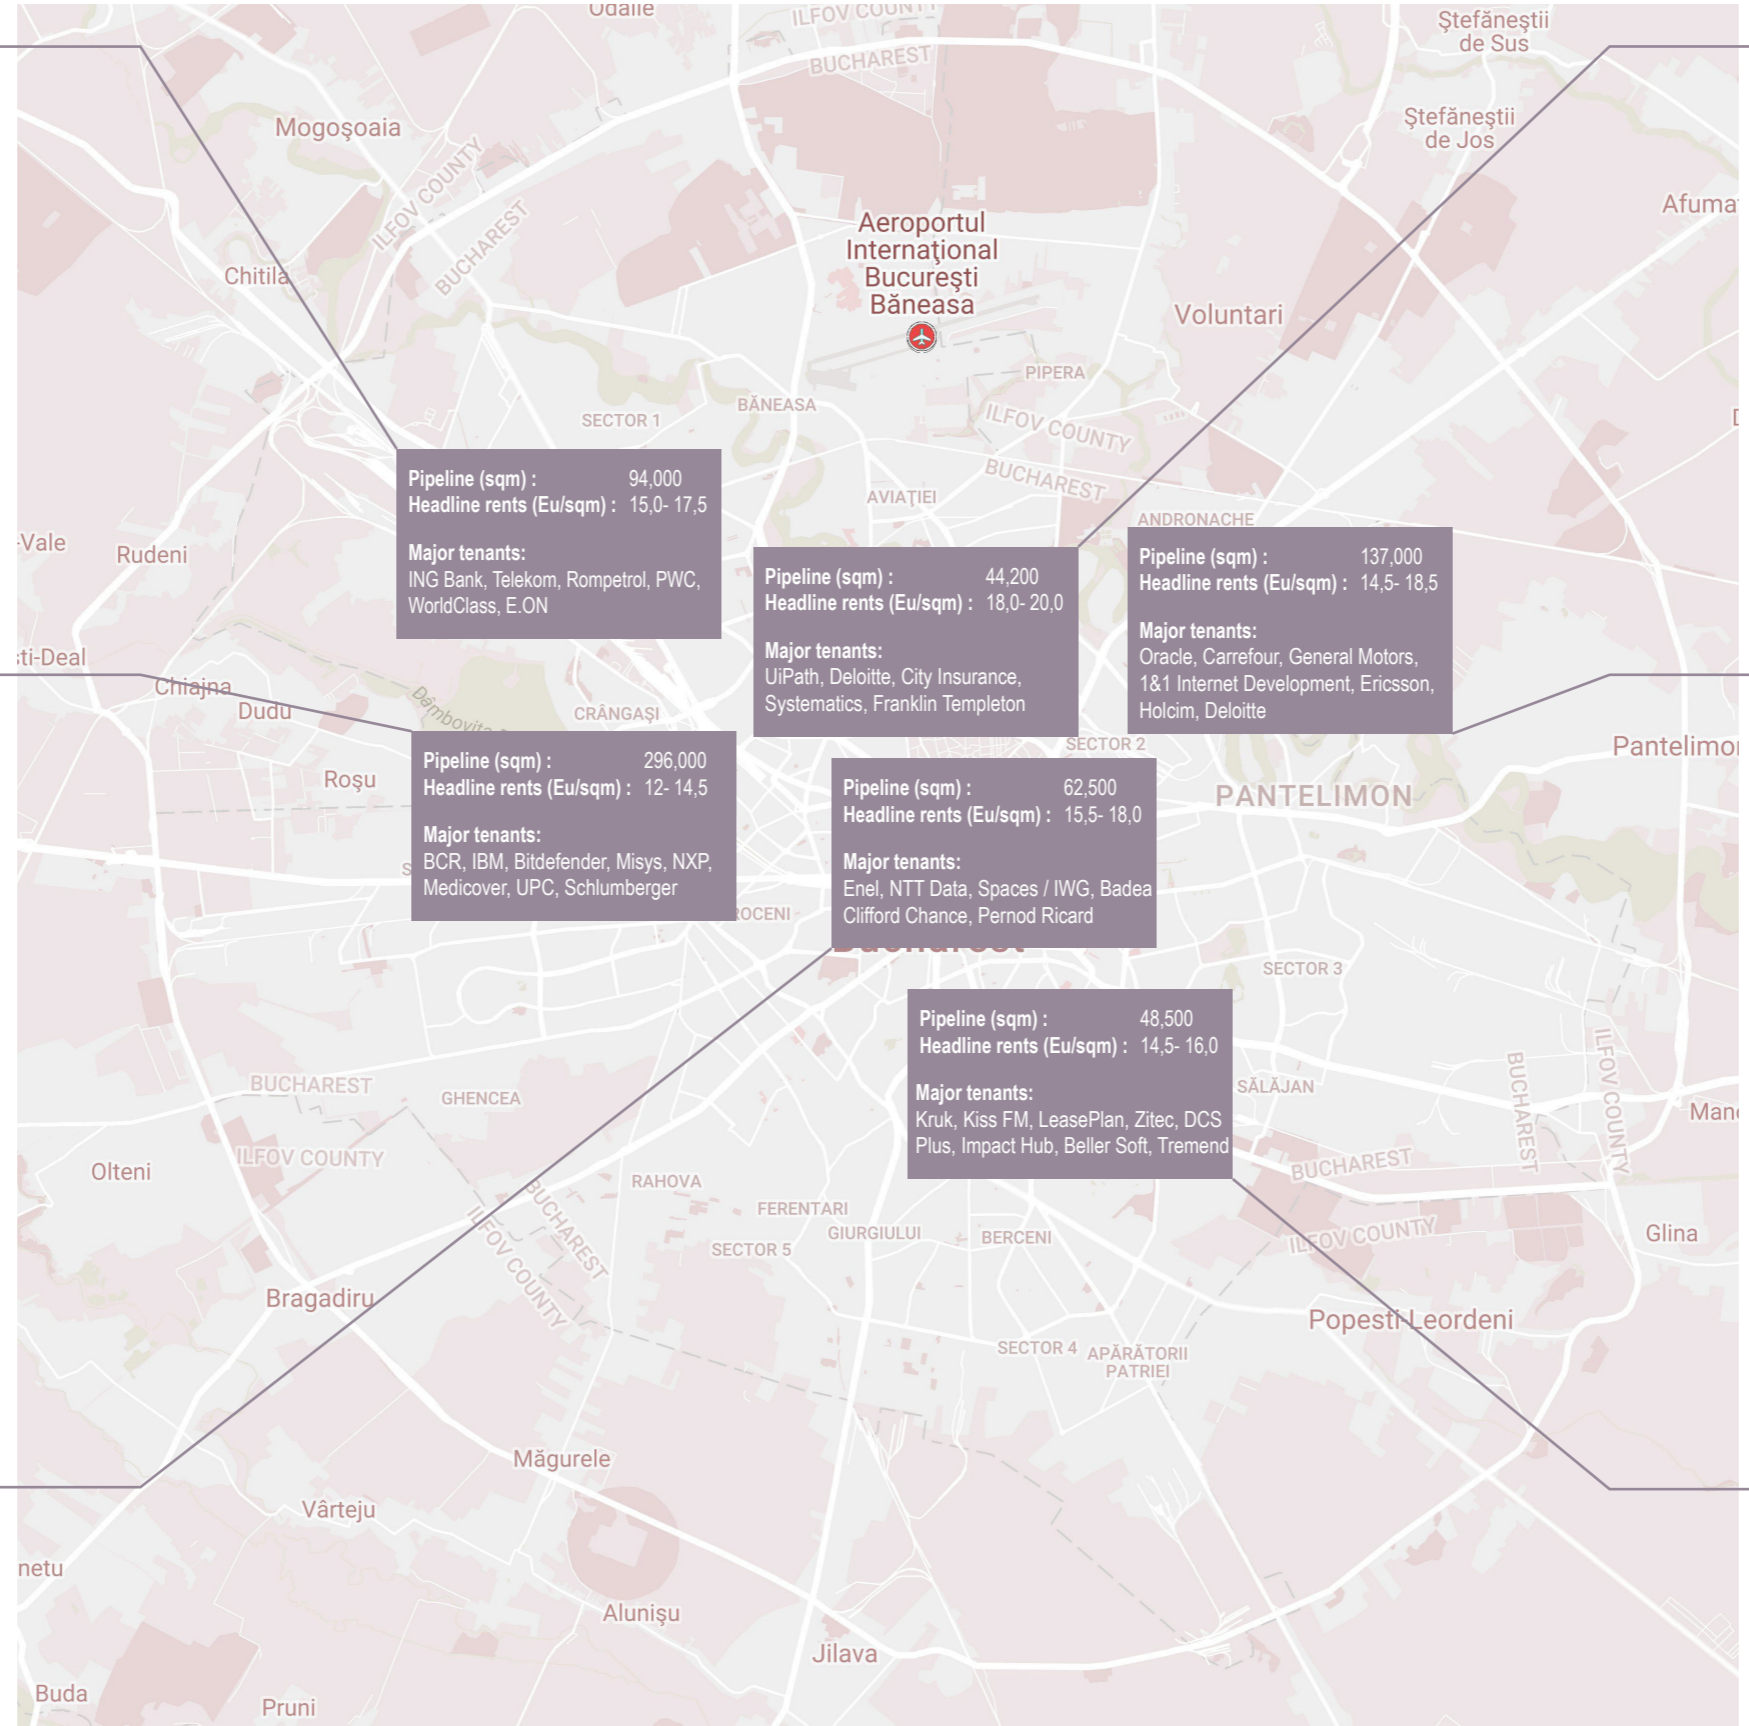 Odăile
ILFOV COUNTY
BUCHAREST
Ştefăneştii
de Sus
Ştefăneştii
de Jos
Mogoşoaia
ILFOV COUNTY
BUCHAREST
Chitila
Aeroportul
Internaţional
Bucureşti
Băneasa
Afuma
Voluntari
PIPERA
BĂNEASA
SECTOR 1
ILFOV COUNTY
BUCHAREST
AVIAŢIEI
ANDRONACHE
-Vale
Rudeni
Pipeline (sqm) : 94,000
Headline rents (Eu/sqm) : 15,0- 17,5
Major tenants:
ING Bank, Telekom, Rompetrol, PWC,
WorldClass, E.ON
Pipeline (sqm) : 44,200
Headline rents (Eu/sqm) : 18,0- 20,0
Major tenants:
UiPath, Deloitte, City Insurance,
Systematics, Franklin Templeton
Pipeline (sqm) : 137,000
Headline rents (Eu/sqm) : 14,5- 18,5
Major tenants:
Oracle, Carrefour, General Motors,
1&1 Internet Development, Ericsson,
Holcim, Deloitte
sti-Deal
Chiajna
Dudu
Dâmboviţa
CRÂNGAŞI
SECTOR 2
Pantelimo
Roşu
PANTELIMON
Pipeline (sqm) : 296,000
Headline rents (Eu/sqm) : 12- 14,5
Major tenants:
BCR, IBM, Bitdefender, Misys, NXP,
Medicover, UPC, Schlumberger
Pipeline (sqm) : 62,500
Headline rents (Eu/sqm) : 15,5- 18,0
Major tenants:
Enel, NTT Data, Spaces / IWG, Badea
Clifford Chance, Pernod Ricard
ROCENI
Bucharest
SECTOR 3
Pipeline (sqm) : 48,500
Headline rents (Eu/sqm) : 14,5- 16,0
Major tenants:
Kruk, Kiss FM, LeasePlan, Zitec, DCS
Plus, Impact Hub, Beller Soft, Tremend
BUCHAREST
GHENCEA
SĂLĂJAN
BUCHAREST
ILFOV COUNTY
Man
Olteni
ILFOV COUNTY
BUCHAREST
RAHOVA
BUCHAREST
ILFOV COUNTY
FERENTARI
GIURGIULUI
BERCENI
SECTOR 5
ILFOV COUNTY
Glina
Bragadiru
Popesti-Leordeni
SECTOR 4
APĂRĂTORII
PATRIEI
Măgurele
Vârteju
netu
Alunişu
Jilava
Buda
Pruni